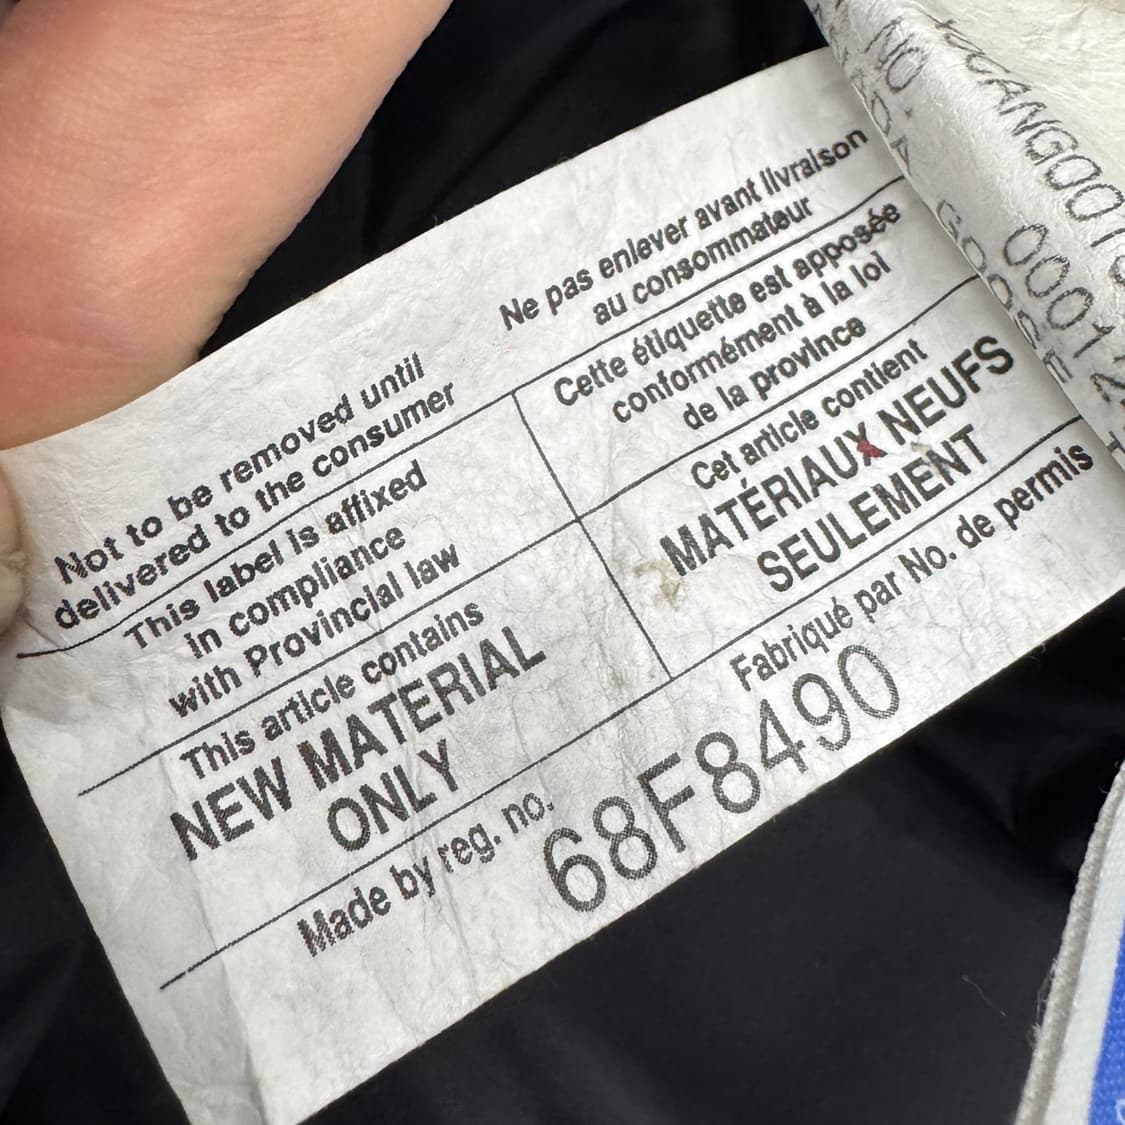 Not to be removed until
delivered to the consumer
Ne pas enlever avant livraison
au consommateur
This label is affixed
in compliance
with Provincial law
Cette étiquette est apposée
conformément à la loi
de la province
This article contains
NEW MATERIAL
ONLY
Cet article contient
MATÉRIAUX NEUFS
SEULEMENT
Made by reg. no.
Fabriqué par No. de permis
68F8490
NO.
GOOSE